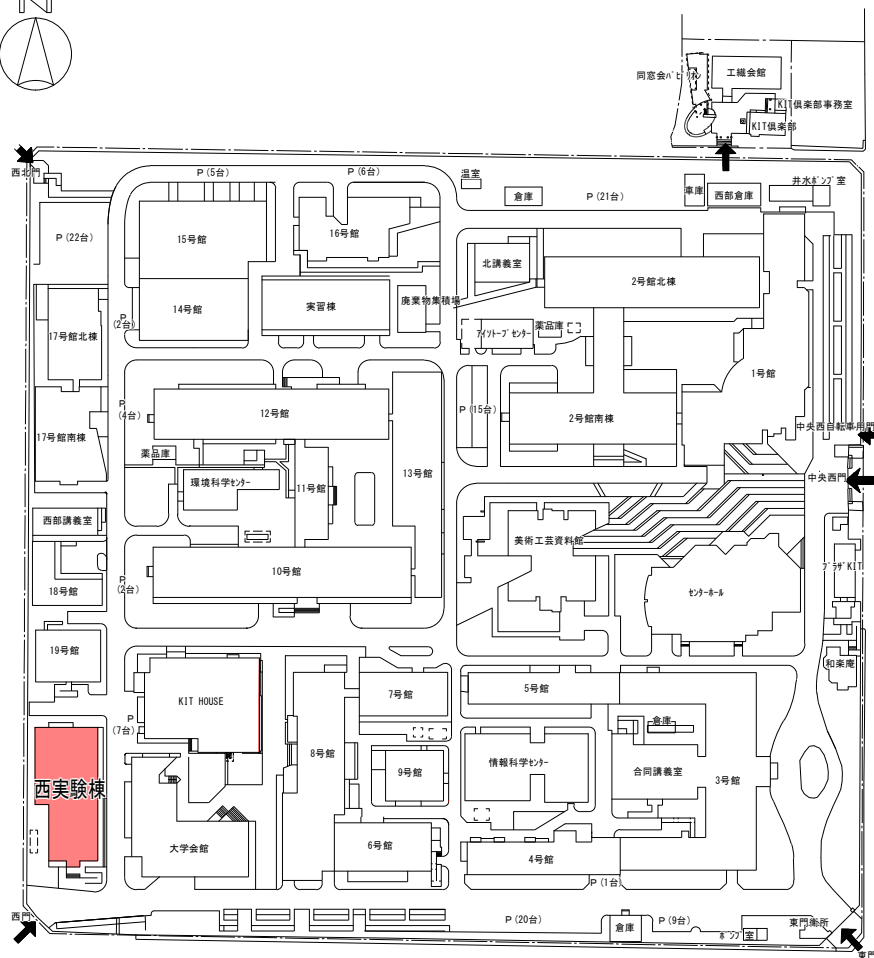 N
工繊会館
同窓会パビリオン
KIT倶楽部事務室
KIT倶楽部
西北門
P (5台)
P (6台)
温室
倉庫
P (21台)
車庫
西部倉庫
井水ポンプ室
P (22台)
15号館
16号館
北講義室
2号館北棟
14号館
実習棟
廃棄物集積場
P
(2台)
17号館北棟
アイソトープセンター
薬品庫
1号館
P
(4台)
12号館
P (15台)
2号館南棟
中央西自転車用門
17号館南棟
薬品庫
13号館
環境科学センター
11号館
中央西門
西部講義室
美術工芸資料館
10号館
P
(2台)
プラザKIT
18号館
センターホール
19号館
和楽庵
KIT HOUSE
7号館
5号館
P
(7台)
倉庫
8号館
9号館
情報科学センター
合同講義室
3号館
西実験棟
大学会館
6号館
4号館
P (1台)
西門
P (20台)
倉庫
P (9台)
ポンプ室
東門衛所
東門